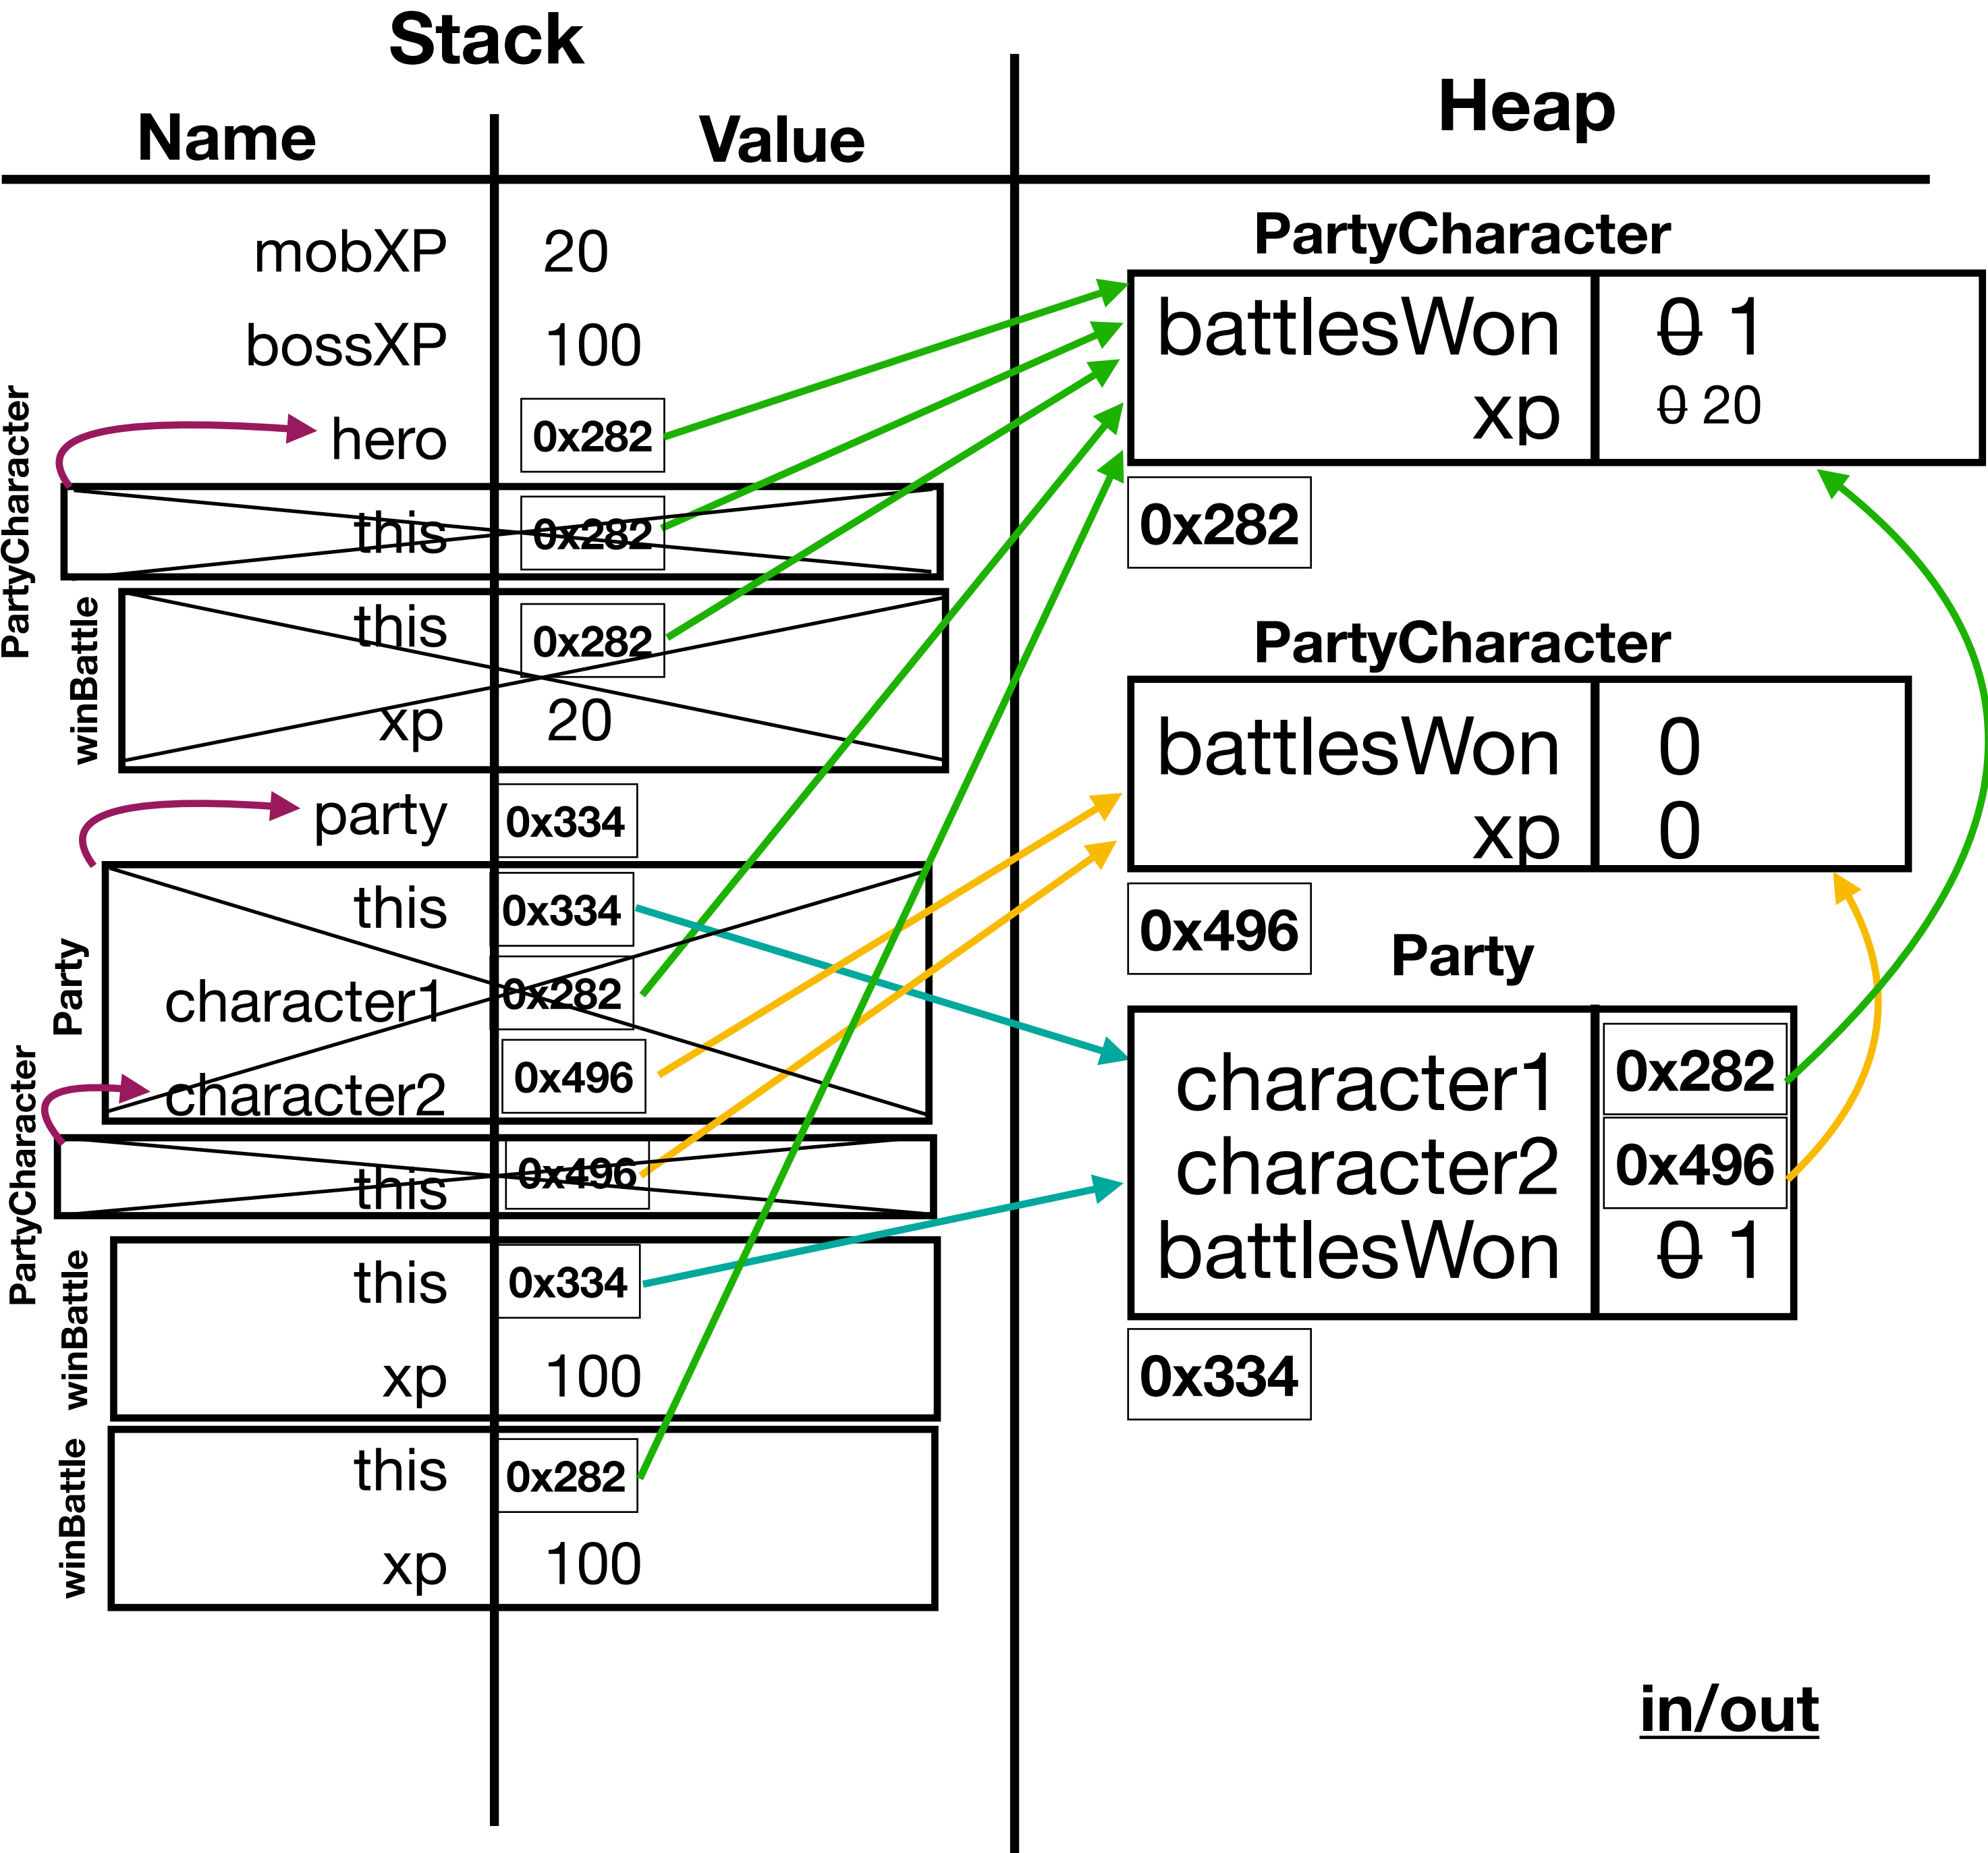 Stack
Name
Value
mobXP 20
bossXP 100
hero 0x282
PartyCharacter
this 0x282
winBattle
this 0x282
xp 20
party 0x334
Party
this 0x334
character1 0x282
character2 0x496
PartyCharacter
this 0x496
winBattle
this 0x334
xp 100
winBattle
this 0x282
xp 100
Heap
PartyCharacter
battlesWon 0 1
xp 0 20
0x282
PartyCharacter
battlesWon 0
xp 0
0x496
Party
character1 0x282
character2 0x496
battlesWon 0 1
0x334
in/out